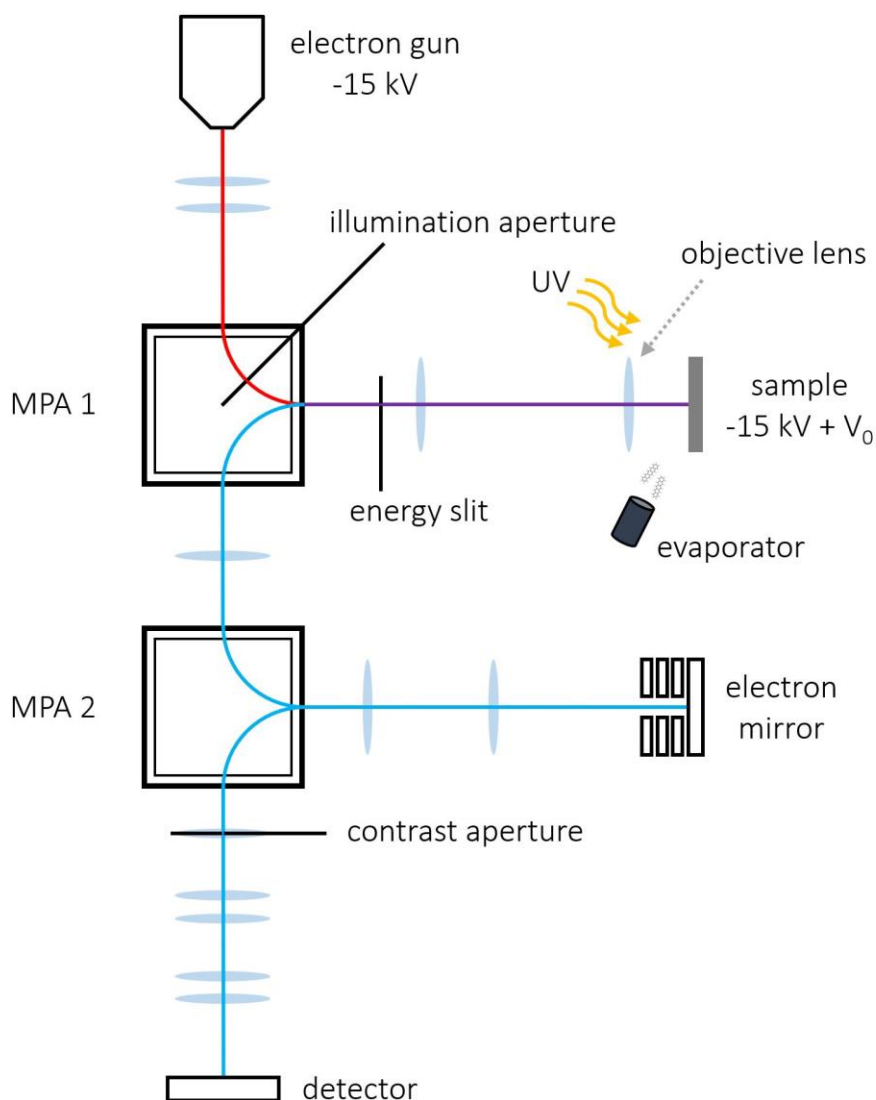 electron gun
-15 kV
illumination aperture
objective lens
UV
MPA 1
sample
-15 kV + V₀
energy slit
evaporator
MPA 2
electron
mirror
contrast aperture
detector